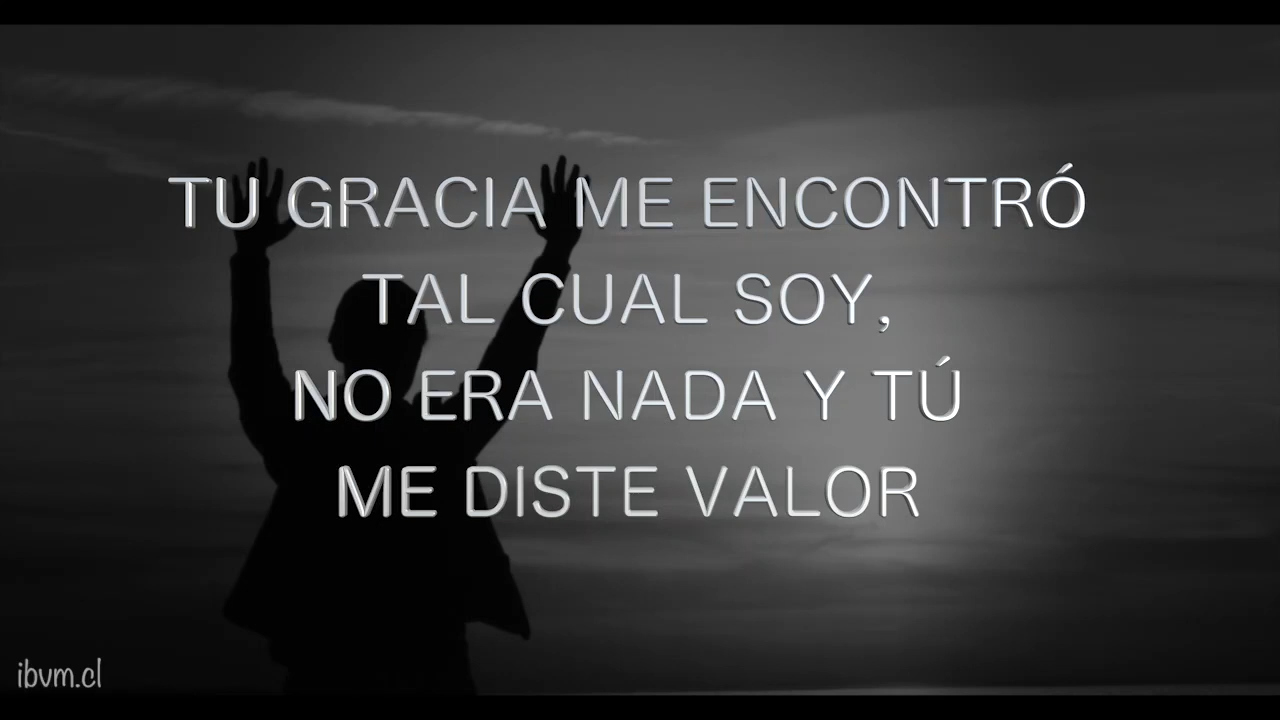 TU GRACIA ME ENCONTRÓ
TAL CUAL SOY,
NO ERA NADA Y TÚ
ME DISTE VALOR
ibvm.cl